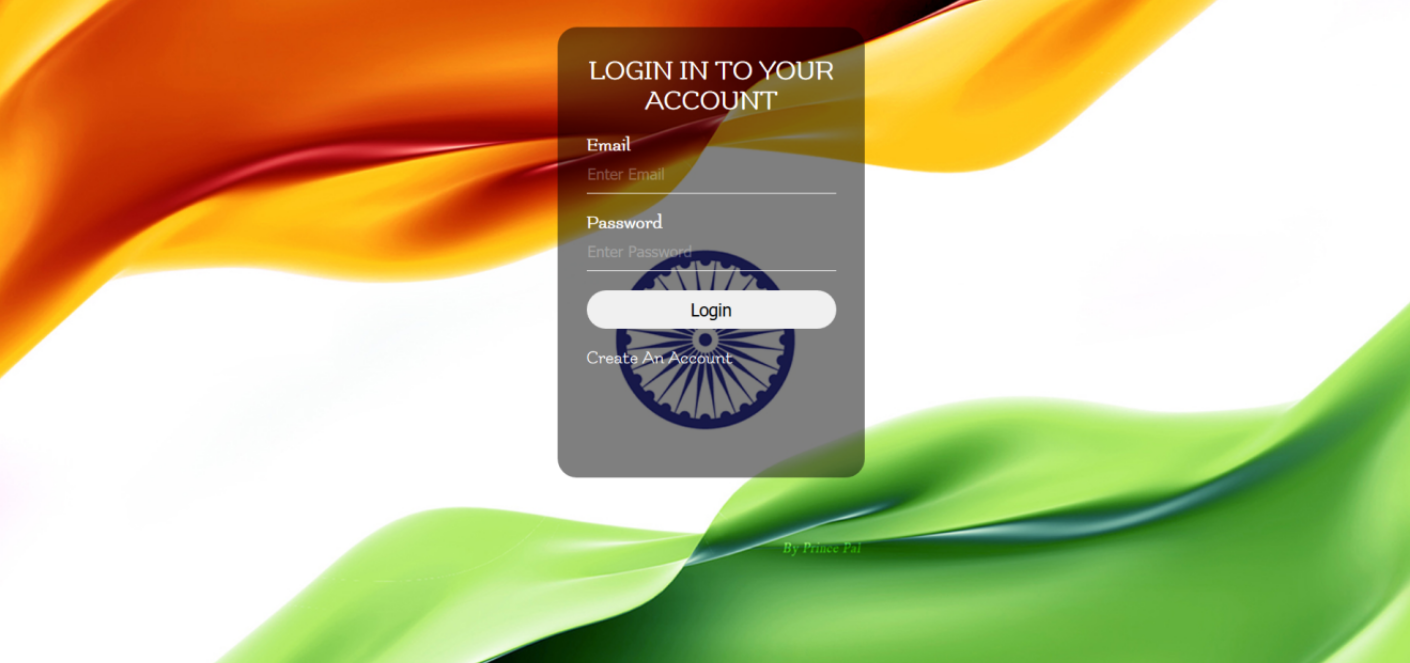 LOGIN IN TO YOUR
ACCOUNT
Email
Enter Email
Password
Enter Password
Login
Create An Account
By Prince Pal